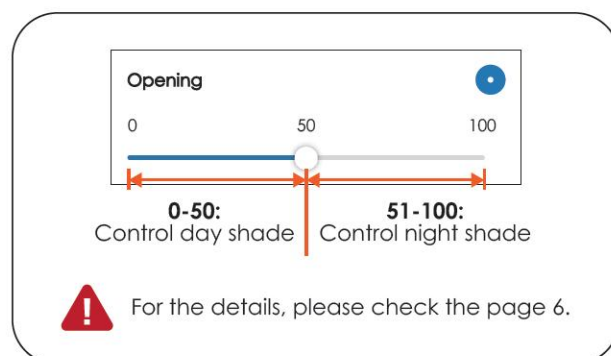 Opening
0 50 100
0-50: 51-100:
Control day shade Control night shade
! For the details, please check the page 6.